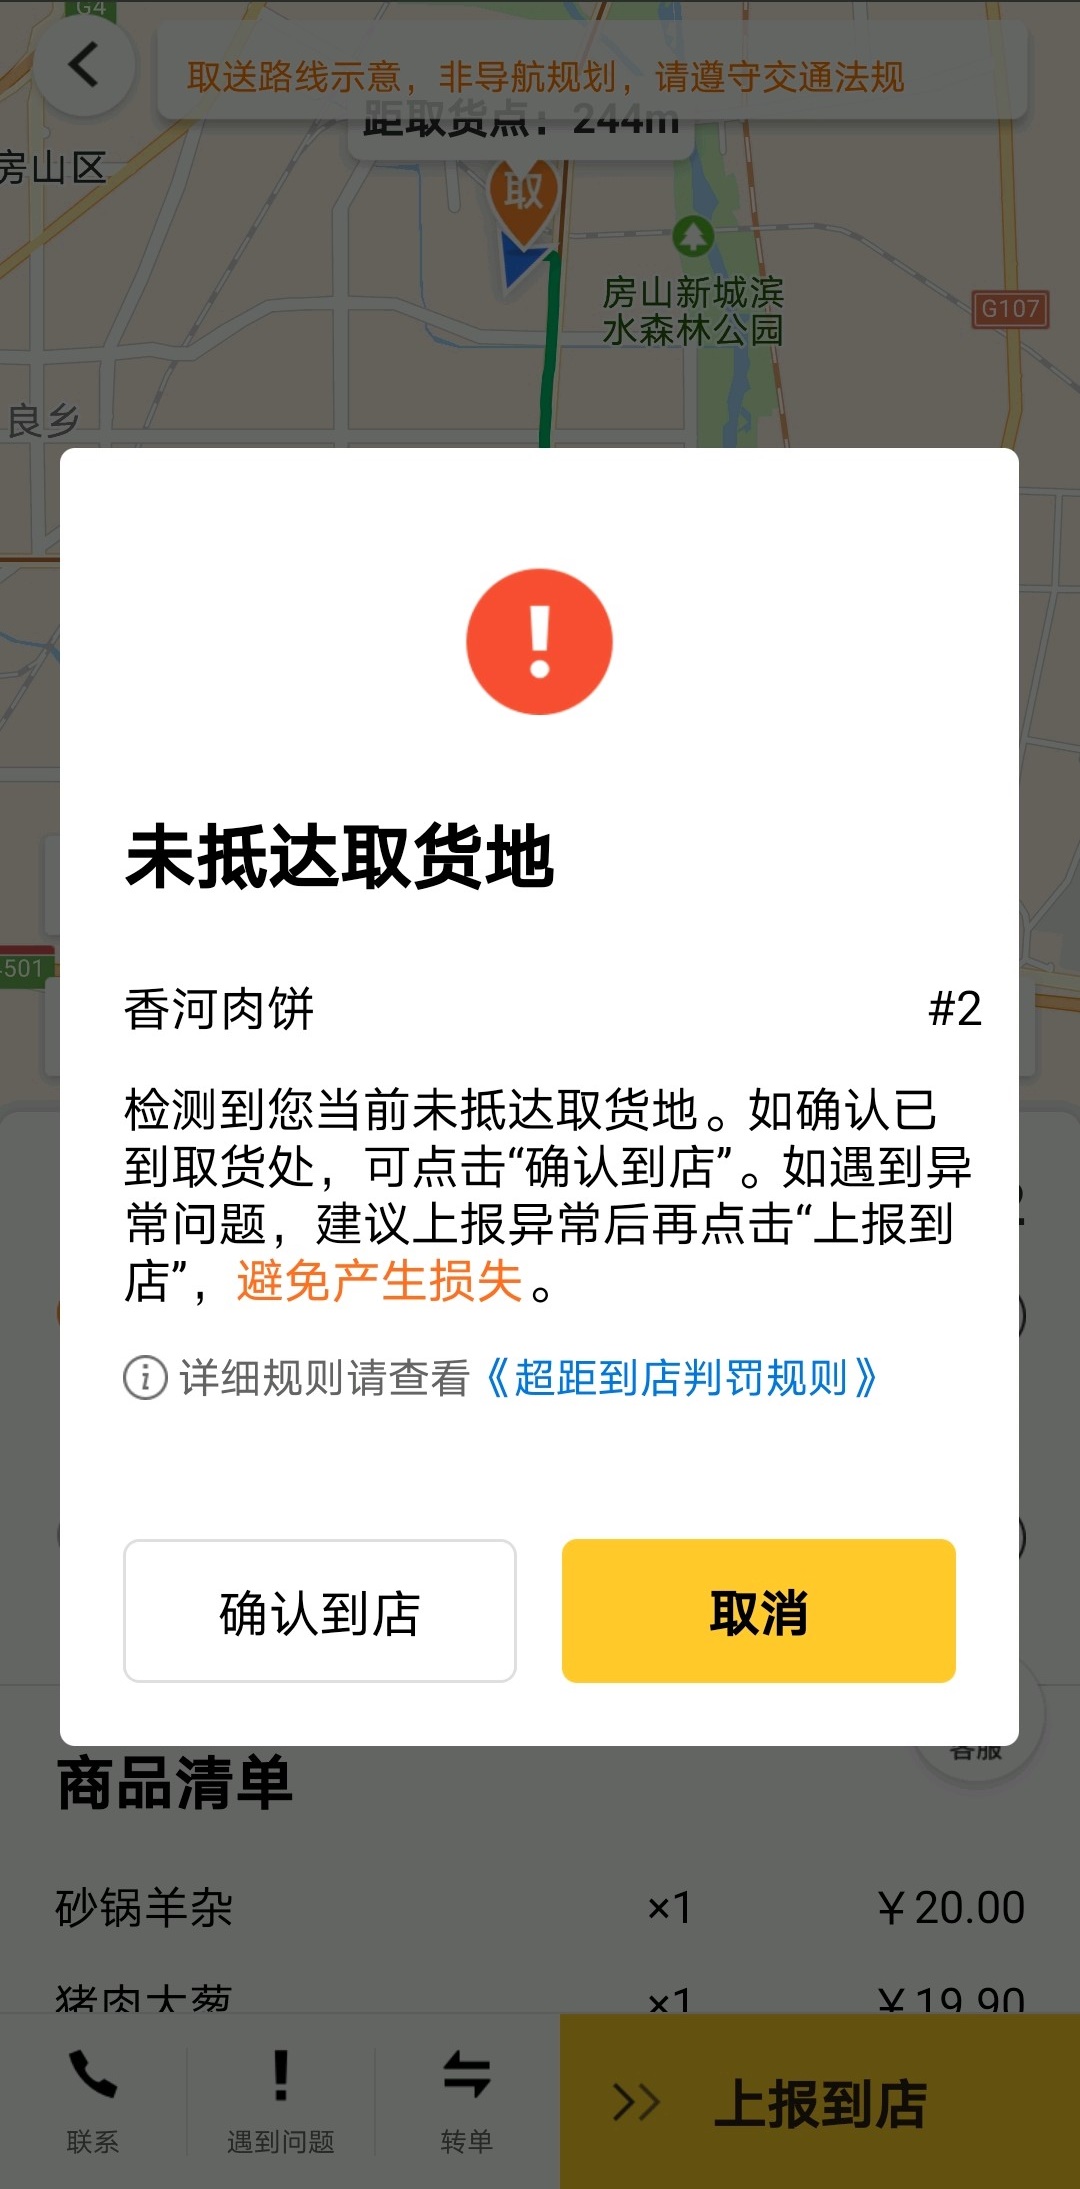 G4
取送路线示意，非导航规划，请遵守交通法规
距取货点：244m
房山区
取
房山新城滨
水森林公园
G107
良乡
未抵达取货地
501
香河肉饼 #2
检测到您当前未抵达取货地。如确认已
到取货处，可点击“确认到店”。如遇到异
常问题，建议上报异常后再点击“上报到
店”，避免产生损失。
详细规则请查看《超距到店判罚规则》
确认到店 取消
客服
商品清单
砂锅羊杂 ×1 ￥20.00
猪肉大葱 ×1 ￥19.90
联系 遇到问题 转单 上报到店